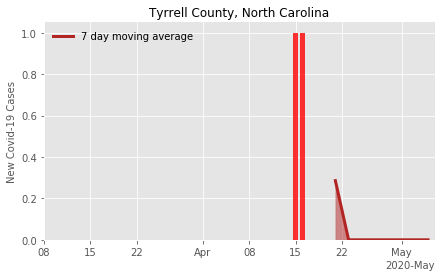 Tyrrell County, North Carolina
7 day moving average
New Covid-19 Cases
1.0
0.8
0.6
0.4
0.2
0.0
08 15 22 Apr 08 15 22 May
2020-May